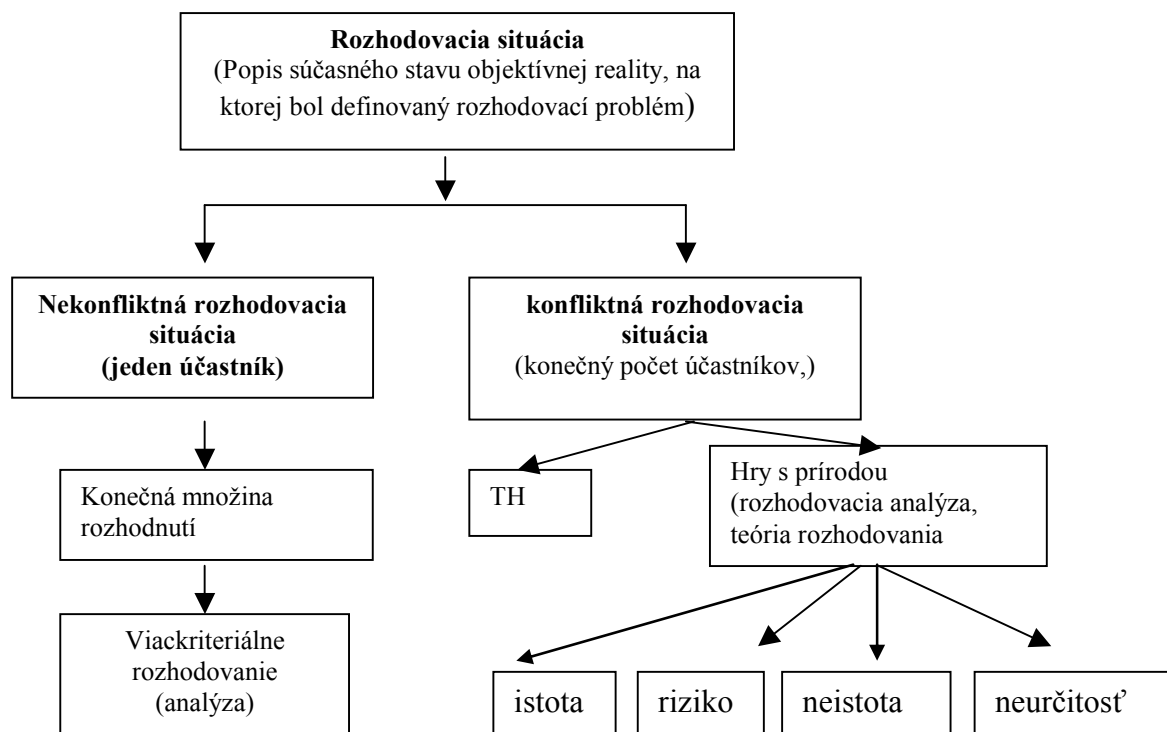 Rozhodovacia situácia
(Popis súčasného stavu objektívnej reality, na
ktorej bol definovaný rozhodovací problém)
Nekonfliktná rozhodovacia
situácia
(jeden účastník)
konfliktná rozhodovacia
situácia
(konečný počet účastníkov,)
Konečná množina
rozhodnutí
TH
Hry s prírodou
(rozhodovacia analýza,
teória rozhodovania
Viackriteriálne
rozhodovanie
(analýza)
istota
riziko
neistota
neurčitosť